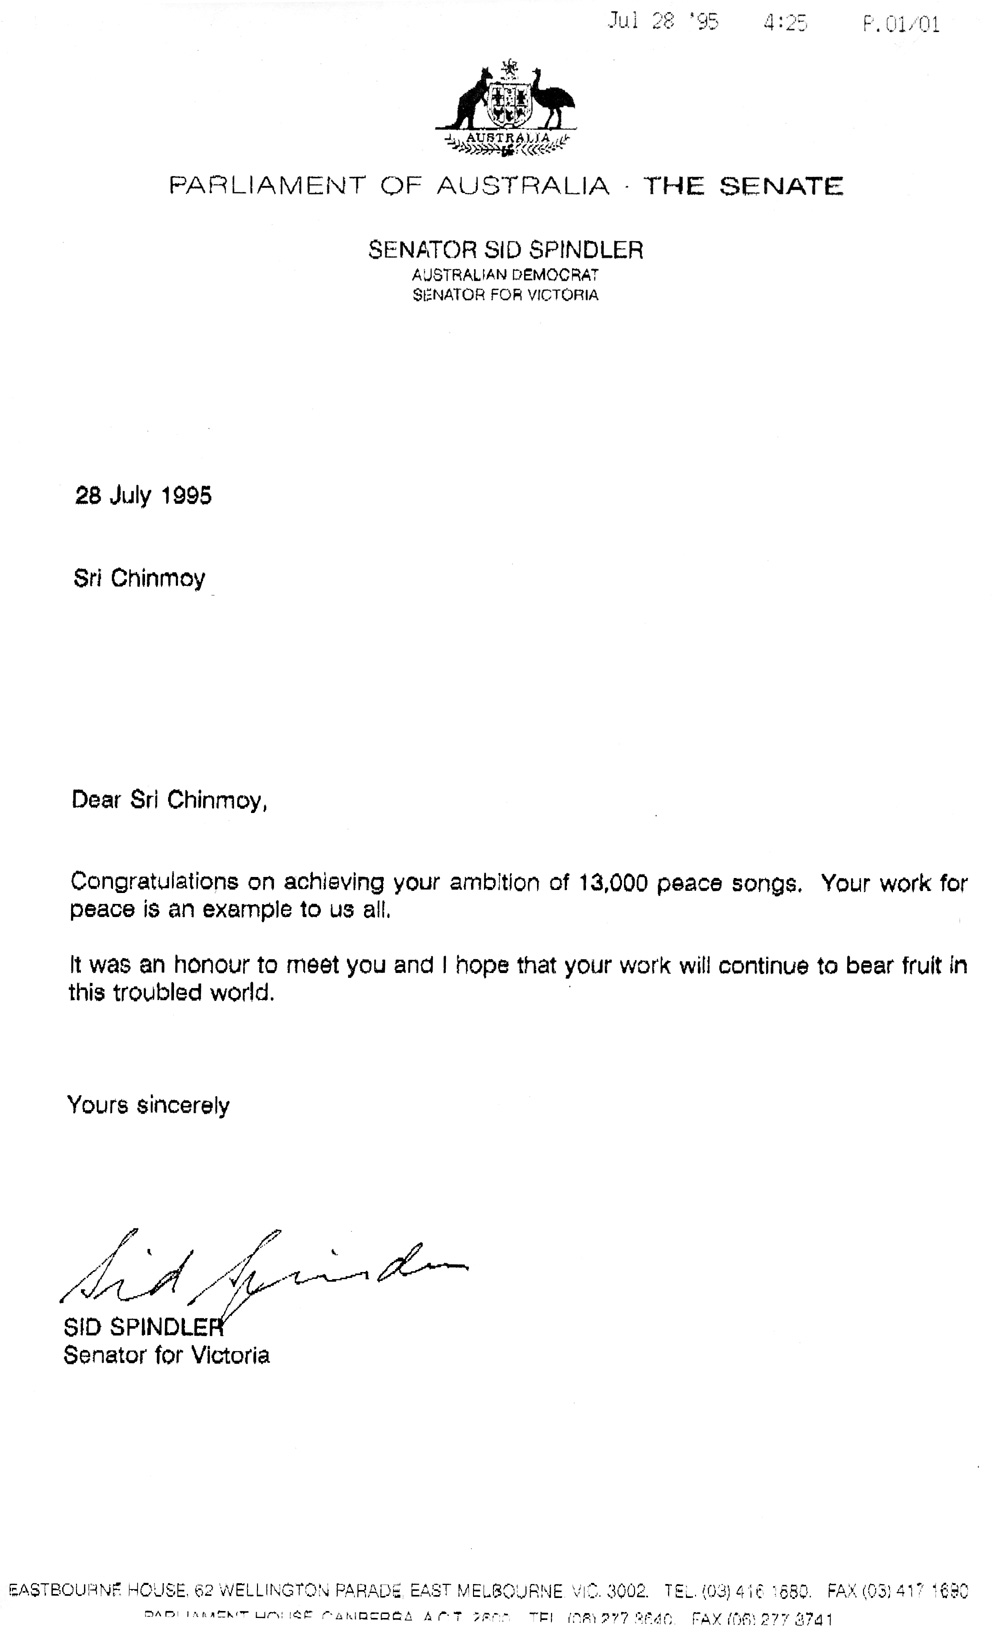 Jul 28 '95 4:25 P.01/01
AUSTRALIA
PARLIAMENT OF AUSTRALIA · THE SENATE
SENATOR SID SPINDLER
AUSTRALIAN DEMOCRAT
SENATOR FOR VICTORIA
28 July 1995
Sri Chinmoy
Dear Sri Chinmoy,
Congratulations on achieving your ambition of 13,000 peace songs. Your work for
peace is an example to us all.
It was an honour to meet you and I hope that your work will continue to bear fruit in
this troubled world.
Yours sincerely
Sid Spindler
SID SPINDLER
Senator for Victoria
EASTBOURNE HOUSE, 62 WELLINGTON PARADE, EAST MELBOURNE, VIC. 3002. TEL. (03) 416 1880. FAX (03) 417 1690
PARLIAMENT HOUSE CANBERRA A.C.T. TEL (06) 277 3640. FAX (06) 277 3741